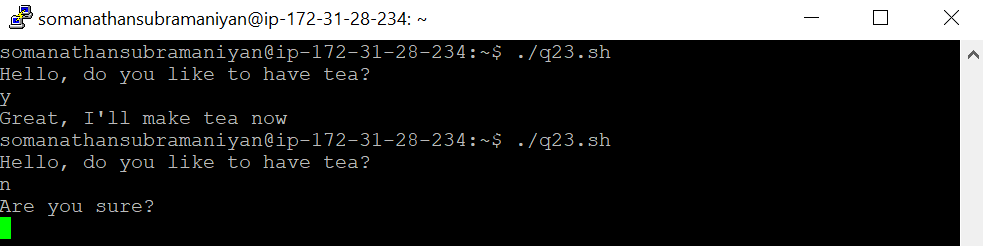 somanathansubramaniyan@ip-172-31-28-234: ~
somanathansubramaniyan@ip-172-31-28-234:~$ ./q23.sh
Hello, do you like to have tea?
y
Great, I'll make tea now
somanathansubramaniyan@ip-172-31-28-234:~$ ./q23.sh
Hello, do you like to have tea?
n
Are you sure?